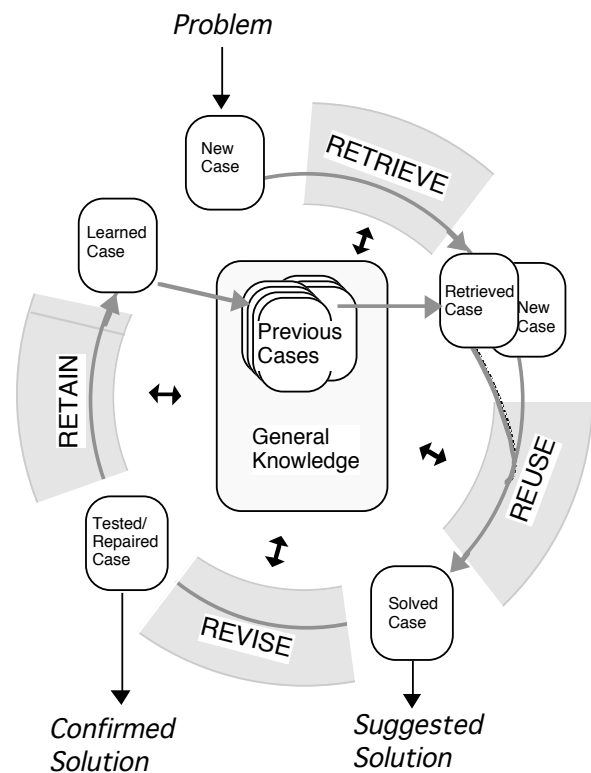 Problem
New
Case
RETRIEVE
Learned
Case
Retrieved
Case
New
Case
Previous
Cases
General
Knowledge
RETAIN
REUSE
Tested/
Repaired
Case
REVISE
Solved
Case
Confirmed
Solution
Suggested
Solution